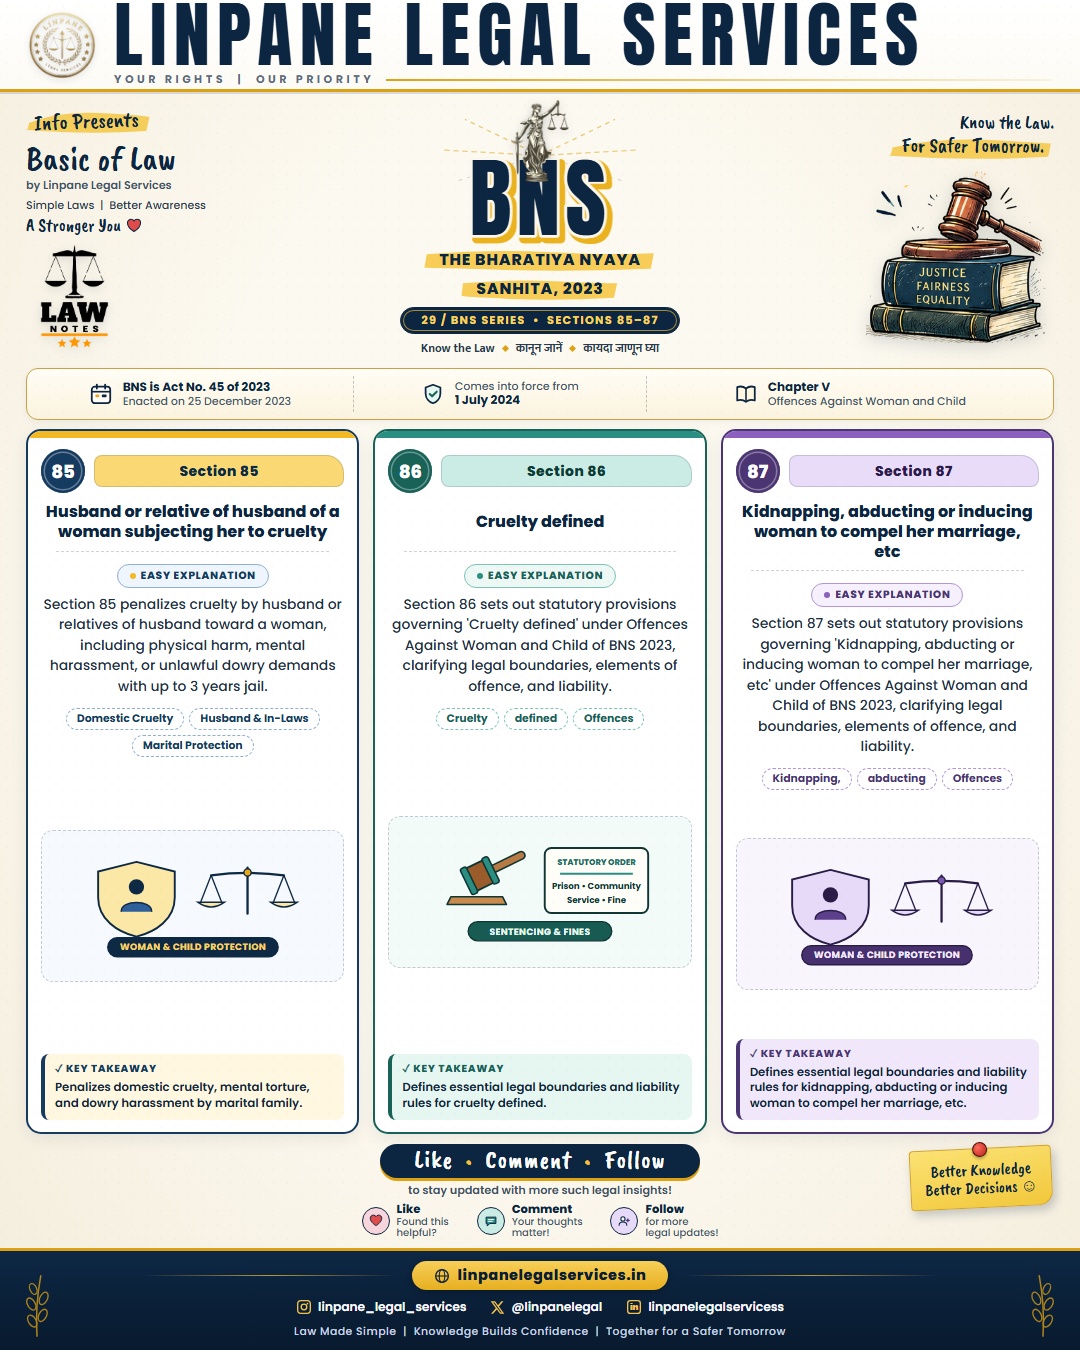 LINPANE LEGAL SERVICES
YOUR RIGHTS | OUR PRIORITY
Info Presents
Basic of Law
by Linpane Legal Services
Simple Laws | Better Awareness
A Stronger You
LAW
NOTES
BNS
THE BHARATIYA NYAYA
SANHITA, 2023
29 / BNS SERIES • SECTIONS 85–87
Know the Law ◆ कानून जानें ◆ कायदा जाणून घ्या
Know the Law.
For Safer Tomorrow.
JUSTICE
FAIRNESS
EQUALITY
BNS is Act No. 45 of 2023
Enacted on 25 December 2023
Comes into force from
1 July 2024
Chapter V
Offences Against Woman and Child
85
Section 85
Husband or relative of husband of a
woman subjecting her to cruelty
EASY EXPLANATION
Section 85 penalizes cruelty by husband or
relatives of husband toward a woman,
including physical harm, mental
harassment, or unlawful dowry demands
with up to 3 years jail.
Domestic Cruelty
Husband & In-Laws
Marital Protection
WOMAN & CHILD PROTECTION
✓ KEY TAKEAWAY
Penalizes domestic cruelty, mental torture,
and dowry harassment by marital family.
86
Section 86
Cruelty defined
EASY EXPLANATION
Section 86 sets out statutory provisions
governing 'Cruelty defined' under Offences
Against Woman and Child of BNS 2023,
clarifying legal boundaries, elements of
offence, and liability.
Cruelty
defined
Offences
STATUTORY ORDER
Prison • Community
Service • Fine
SENTENCING & FINES
✓ KEY TAKEAWAY
Defines essential legal boundaries and liability
rules for cruelty defined.
87
Section 87
Kidnapping, abducting or inducing
woman to compel her marriage,
etc
EASY EXPLANATION
Section 87 sets out statutory provisions
governing 'Kidnapping, abducting or
inducing woman to compel her marriage,
etc' under Offences Against Woman and
Child of BNS 2023, clarifying legal
boundaries, elements of offence, and
liability.
Kidnapping,
abducting
Offences
WOMAN & CHILD PROTECTION
✓ KEY TAKEAWAY
Defines essential legal boundaries and liability
rules for kidnapping, abducting or inducing
woman to compel her marriage, etc.
Like • Comment • Follow
to stay updated with more such legal insights!
Like
Found this
helpful?
Comment
Your thoughts
matter!
Follow
for more
legal updates!
Better Knowledge
Better Decisions ☺
linpanelegalservices.in
linpane_legal_services
@linpanelegal
linpanelegalservicess
Law Made Simple | Knowledge Builds Confidence | Together for a Safer Tomorrow